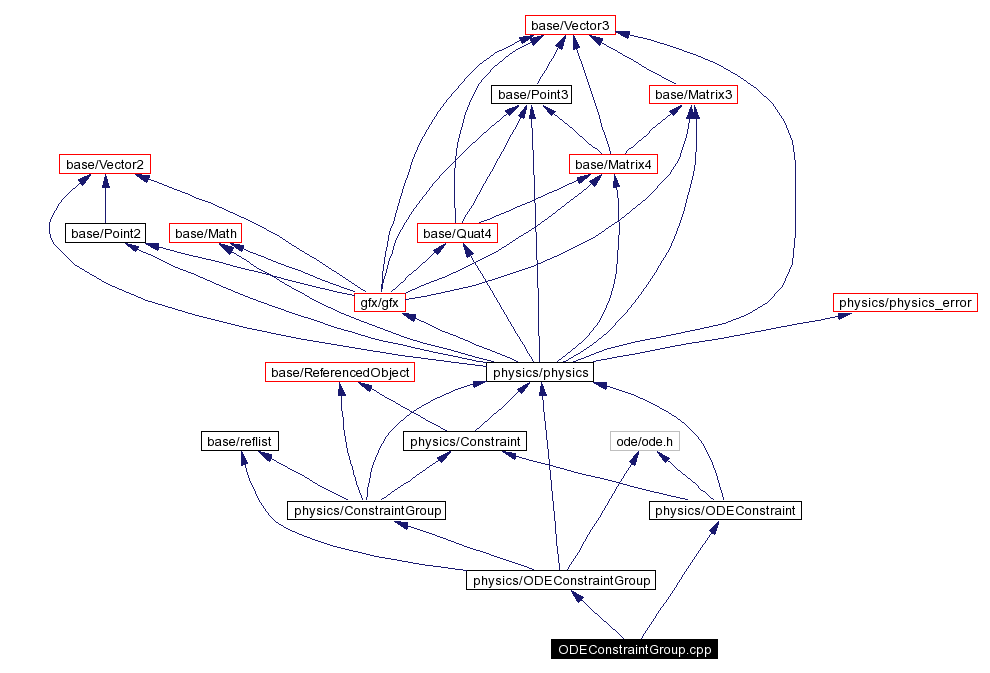 base/Vector3
base/Point3
base/Matrix3
base/Vector2
base/Matrix4
base/Point2
base/Math
base/Quat4
gfx/gfx
physics/physics_error
base/ReferencedObject
physics/physics
base/reflist
physics/Constraint
ode/ode.h
physics/ConstraintGroup
physics/ODEConstraint
physics/ODEConstraintGroup
ODEConstraintGroup.cpp